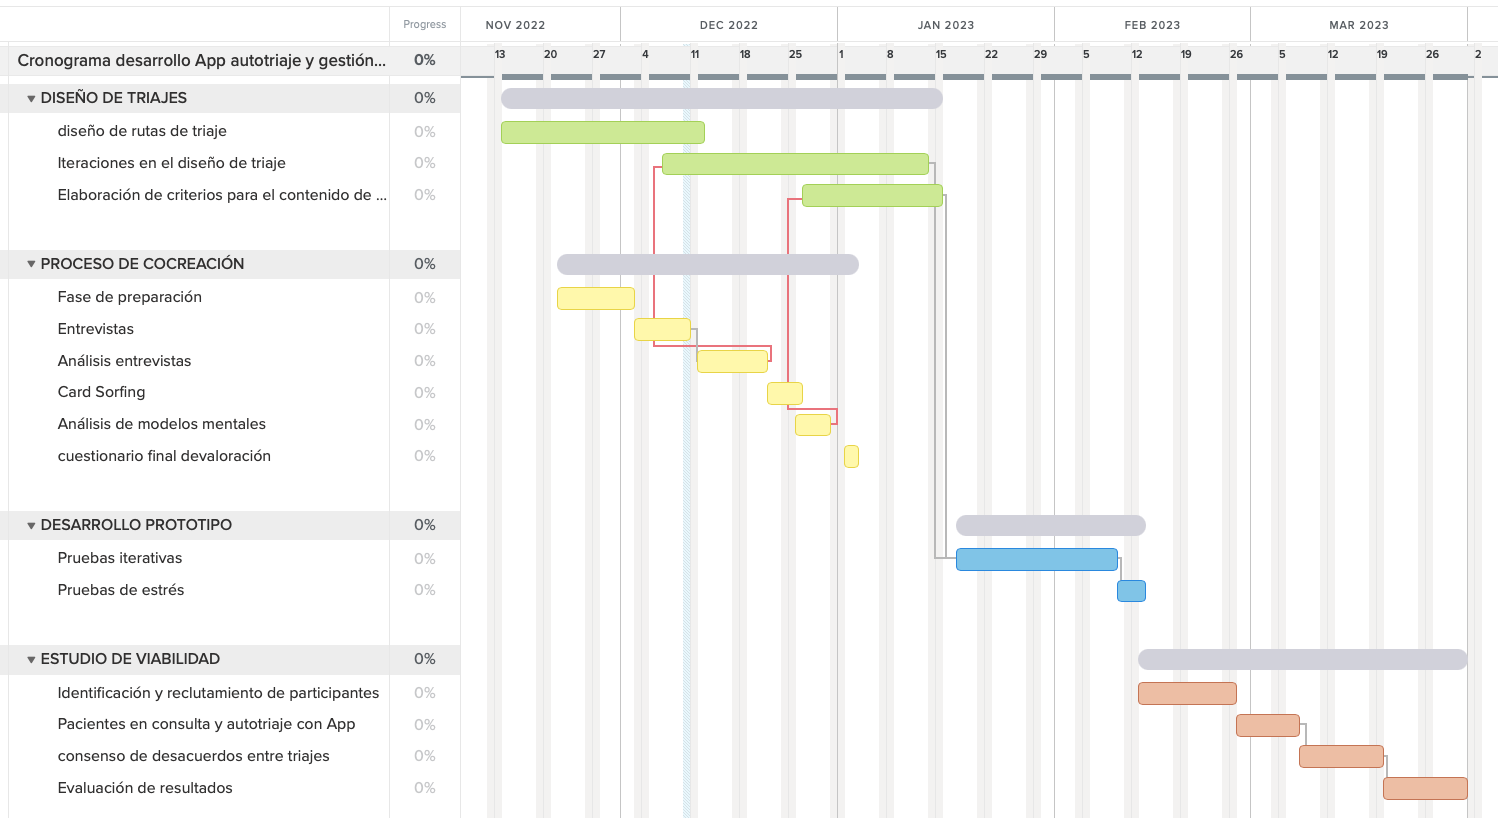 Progress NOV 2022 DEC 2022 JAN 2023 FEB 2023 MAR 2023
13 20 27 4 11 18 25 1 8 15 22 29 5 12 19 26 5 12 19 26 2
Cronograma desarrollo App autotriaje y gestión... 0%
DISEÑO DE TRIAJES 0%
diseño de rutas de triaje 0%
Iteraciones en el diseño de triaje 0%
Elaboración de criterios para el contenido de ... 0%
PROCESO DE COCREACIÓN 0%
Fase de preparación 0%
Entrevistas 0%
Análisis entrevistas 0%
Card Sorfing 0%
Análisis de modelos mentales 0%
cuestionario final devaloración 0%
DESARROLLO PROTOTIPO 0%
Pruebas iterativas 0%
Pruebas de estrés 0%
ESTUDIO DE VIABILIDAD 0%
Identificación y reclutamiento de participantes 0%
Pacientes en consulta y autotriaje con App 0%
consenso de desacuerdos entre triajes 0%
Evaluación de resultados 0%